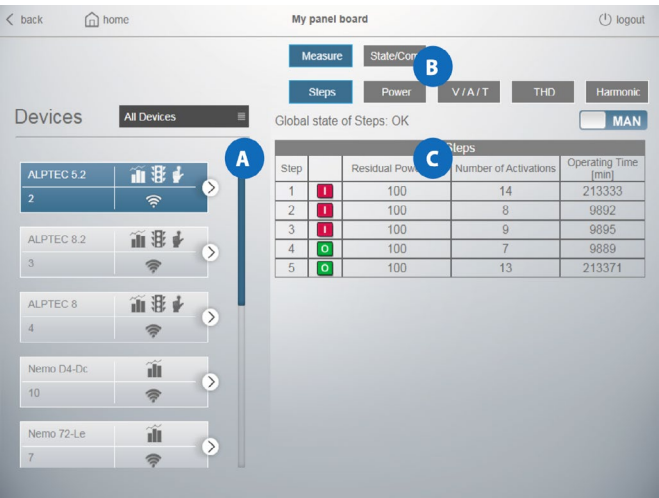 back home My panel board logout
Measure State/Com
B
Steps Power V / A / T THD Harmonic
Devices All Devices
Global state of Steps: OK MAN
A
Steps
C
Step Residual Power Number of Activations Operating Time [min]
ALPTEC 5.2
2
1 I 100 14 213333
2 I 100 8 9892
3 I 100 9 9895
4 O 100 7 9889
5 O 100 13 213371
ALPTEC 8.2
3
ALPTEC 8
4
Nemo D4-Dc
10
Nemo 72-Le
7